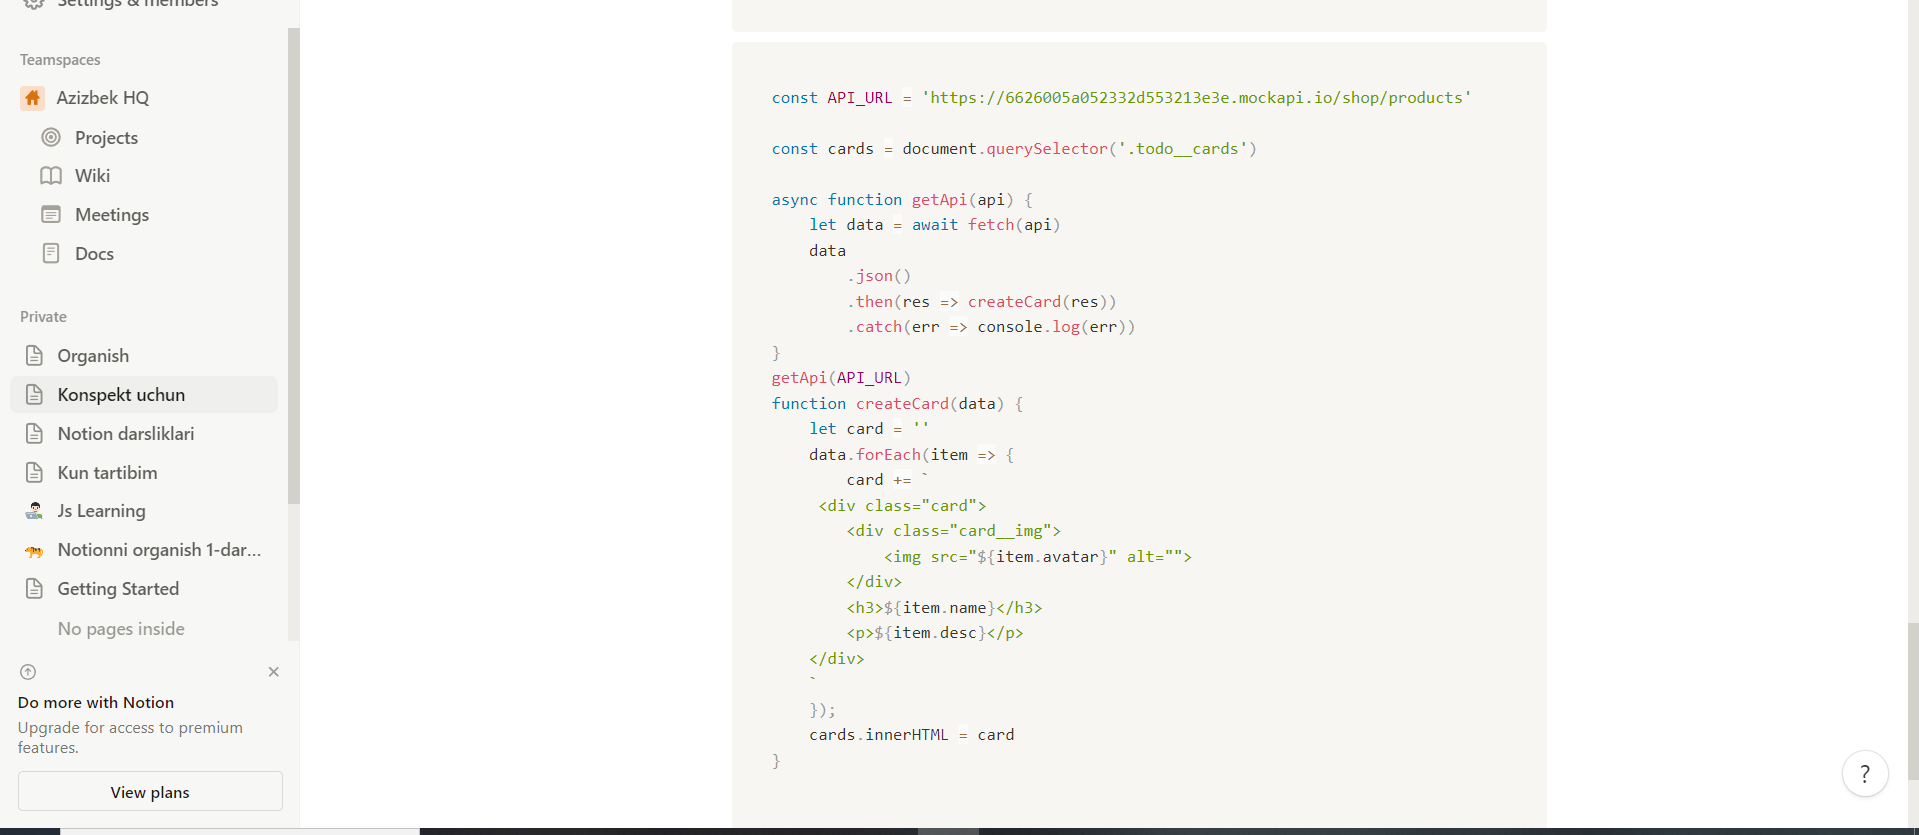 Settings & members
Teamspaces
Azizbek HQ
Projects
Wiki
Meetings
Docs
Private
Organish
Konspekt uchun
Notion darsliklari
Kun tartibim
Js Learning
Notionni organish 1-dar...
Getting Started
No pages inside
Do more with Notion
Upgrade for access to premium
features.
View plans
const API_URL = 'https://6626005a052332d553213e3e.mockapi.io/shop/products'
const cards = document.querySelector('.todo__cards')
async function getApi(api) {
    let data = await fetch(api)
    data
        .json()
        .then(res => createCard(res))
        .catch(err => console.log(err))
}
getApi(API_URL)
function createCard(data) {
    let card = ''
    data.forEach(item => {
        card += `
     <div class="card">
        <div class="card__img">
            <img src="${item.avatar}" alt="">
        </div>
        <h3>${item.name}</h3>
        <p>${item.desc}</p>
    </div>
    `
    });
    cards.innerHTML = card
}
?